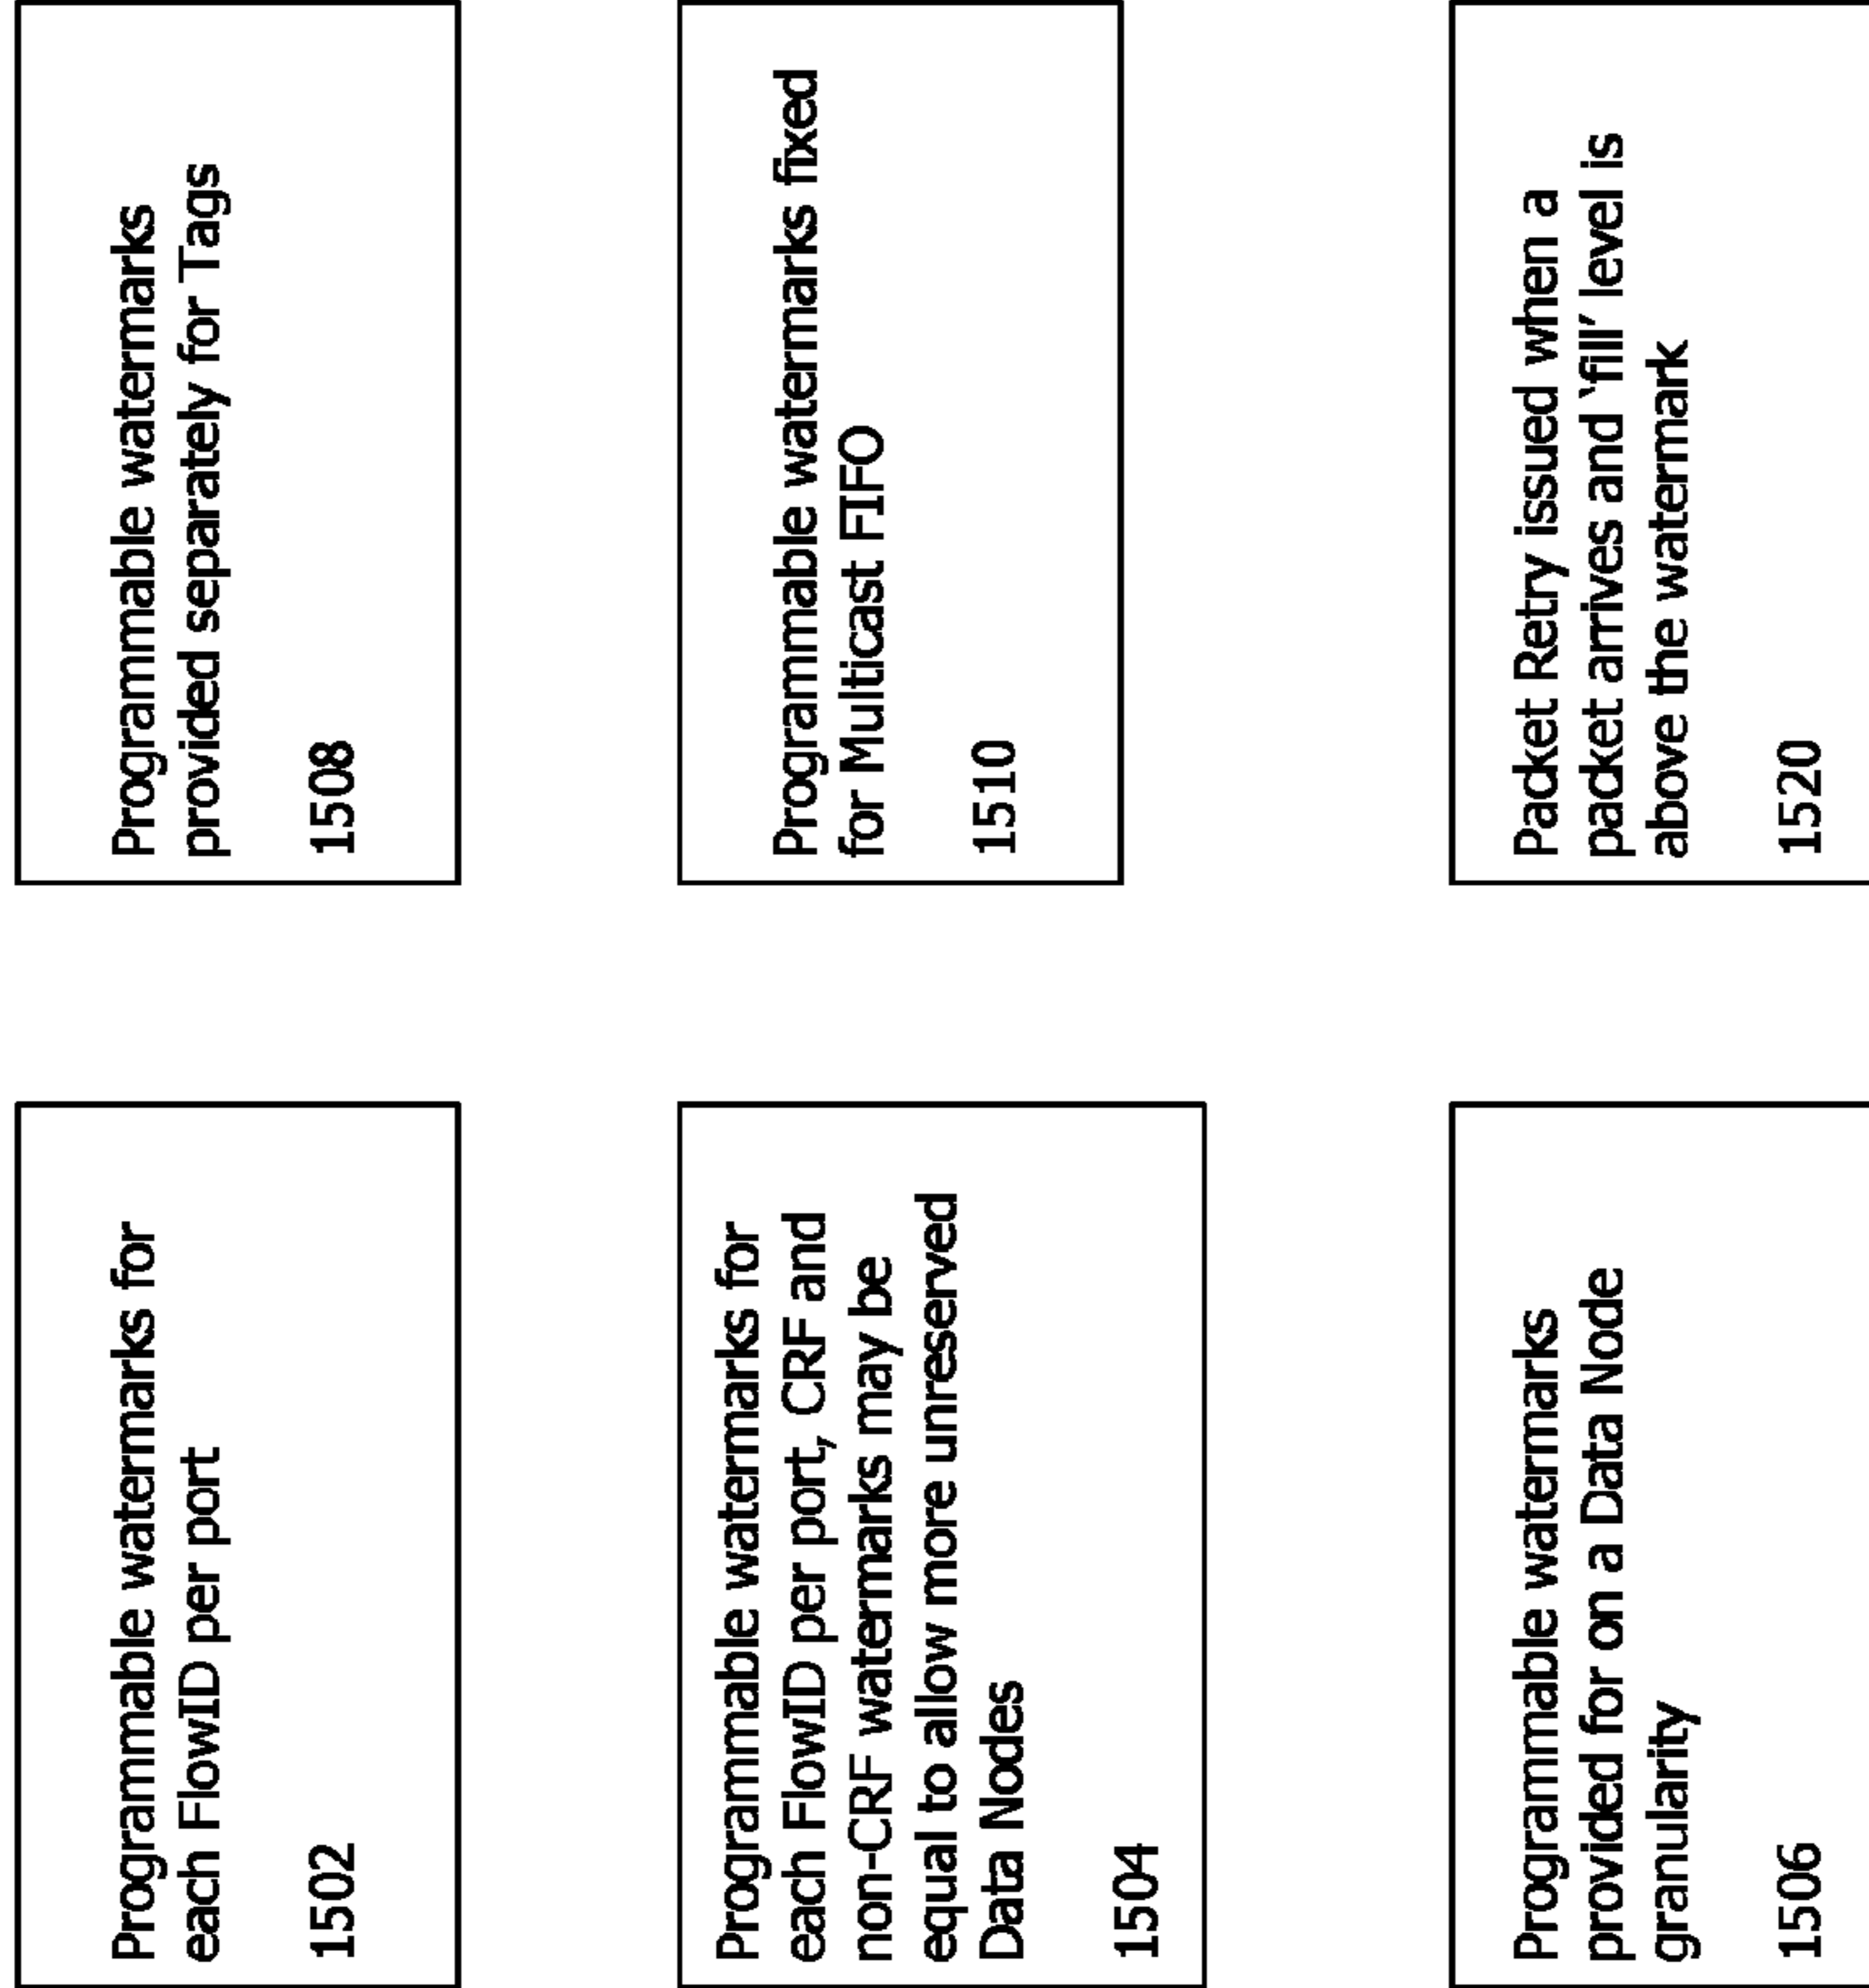 Programmable watermarks for
each FlowID per port
1502
Programmable watermarks for
each FlowID per port, CRF and
non-CRF watermarks may be
equal to allow more unreserved
Data Nodes
1504
Programmable watermarks
provided for on a Data Node
granularity
1506
Programmable watermarks
provided separately for Tags
1508
Programmable watermarks fixed
for Multicast FIFO
1510
Packet Retry issued when a
packet arrives and ‘fill’ level is
above the watermark
1520